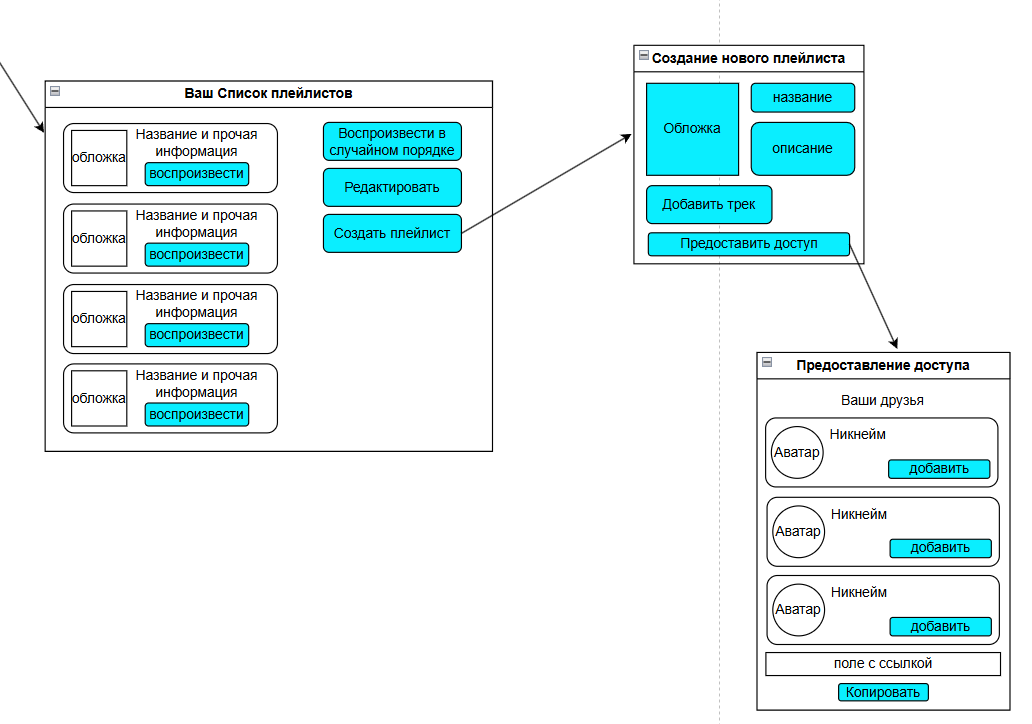 Ваш Список плейлистов
обложка
Название и прочая
информация
воспроизвести
обложка
Название и прочая
информация
воспроизвести
обложка
Название и прочая
информация
воспроизвести
обложка
Название и прочая
информация
воспроизвести
Воспроизвести в
случайном порядке
Редактировать
Создать плейлист
Создание нового плейлиста
Обложка
название
описание
Добавить трек
Предоставить доступ
Предоставление доступа
Ваши друзья
Аватар
Никнейм
добавить
Аватар
Никнейм
добавить
Аватар
Никнейм
добавить
поле с ссылкой
Копировать